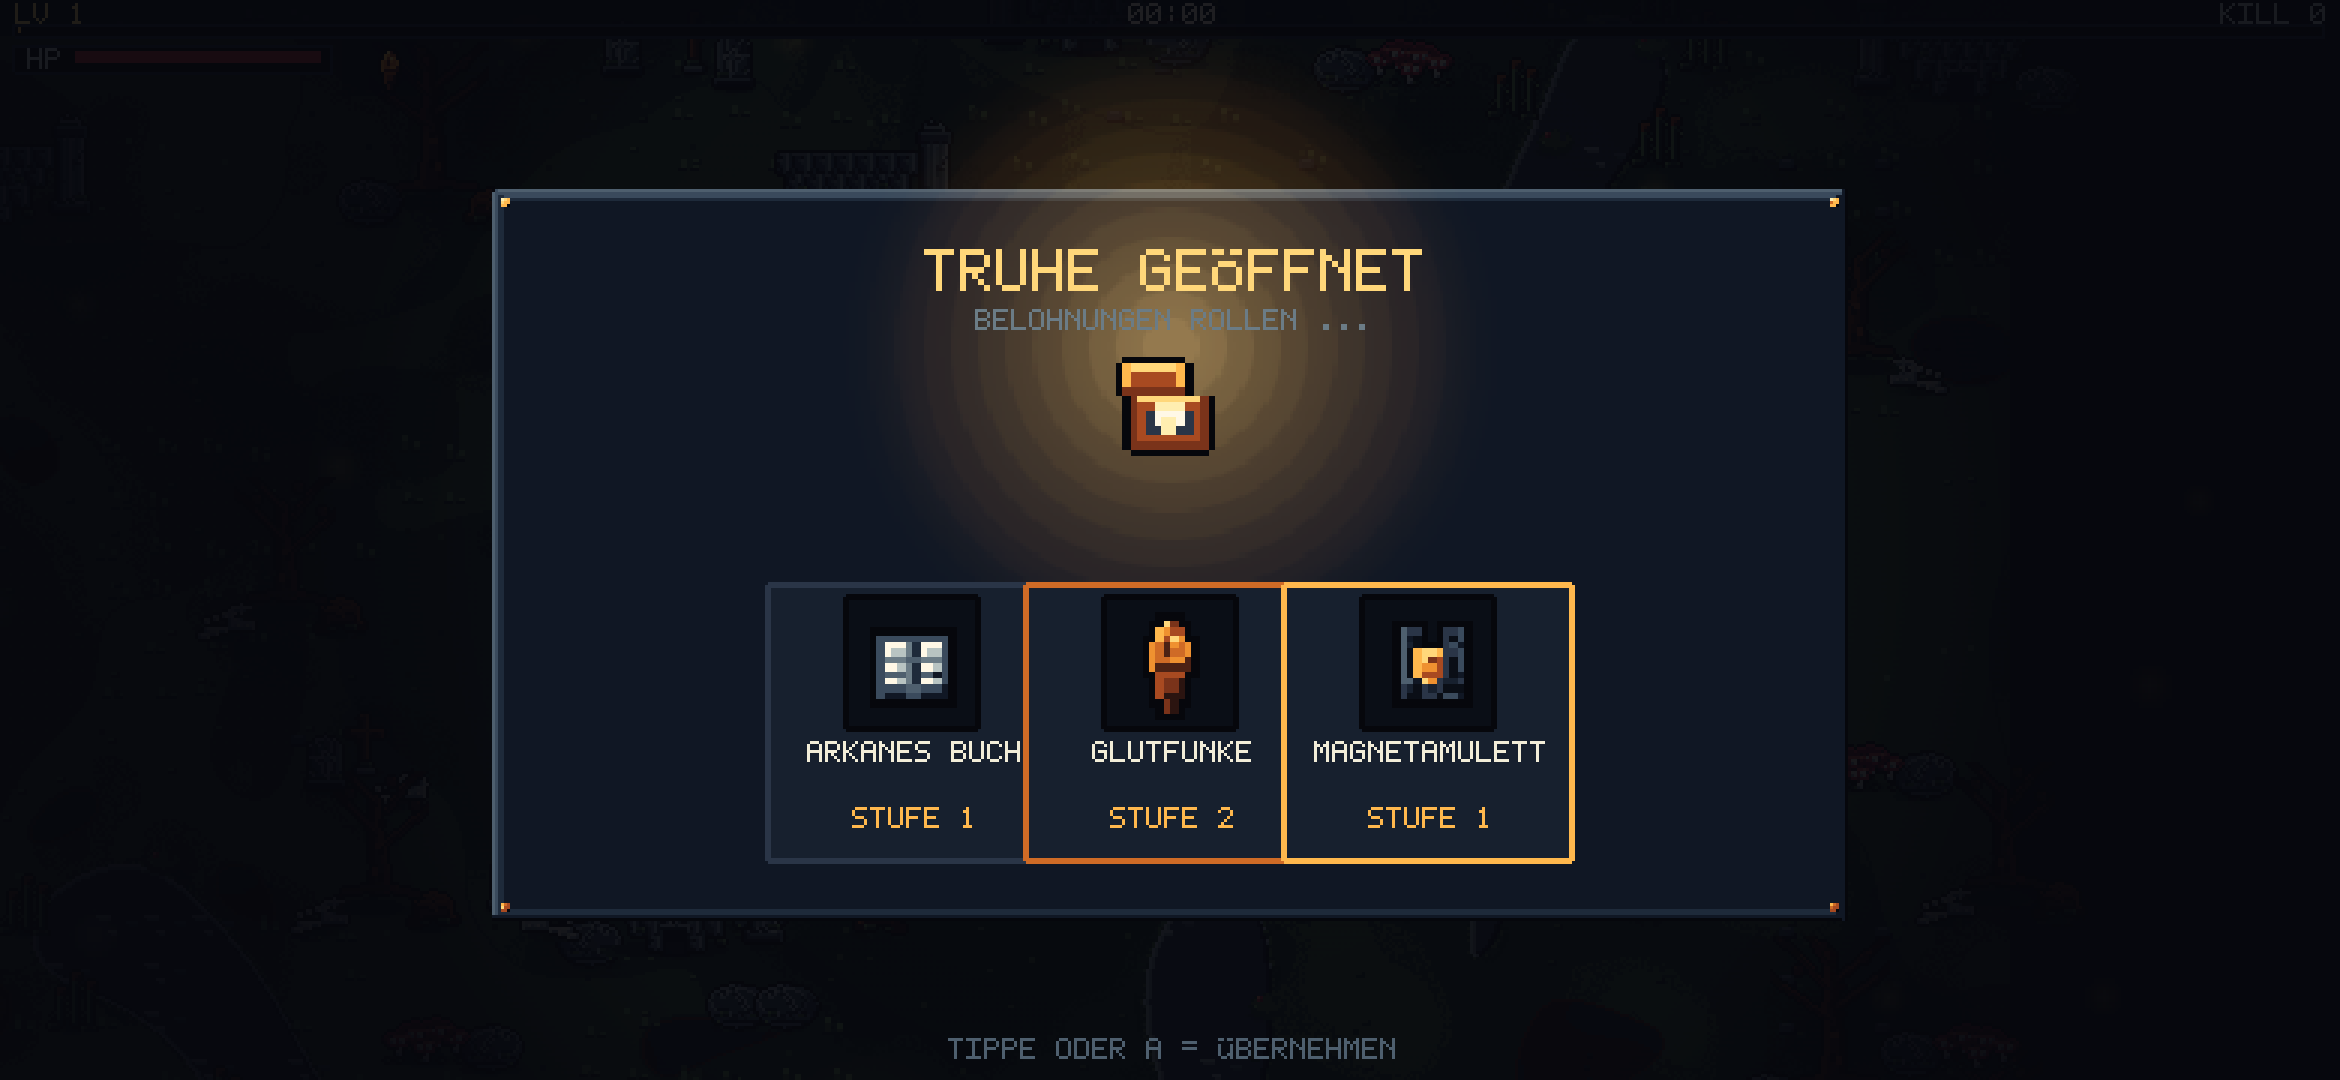 LV 1
00:00
KILL 0
HP
TRUHE GEöFFNET
BELOHNUNGEN ROLLEN ...
ARKANES BUCH
GLUTFUNKE
MAGNETAMULETT
STUFE 1
STUFE 2
STUFE 1
TIPPE ODER A = üBERNEHMEN